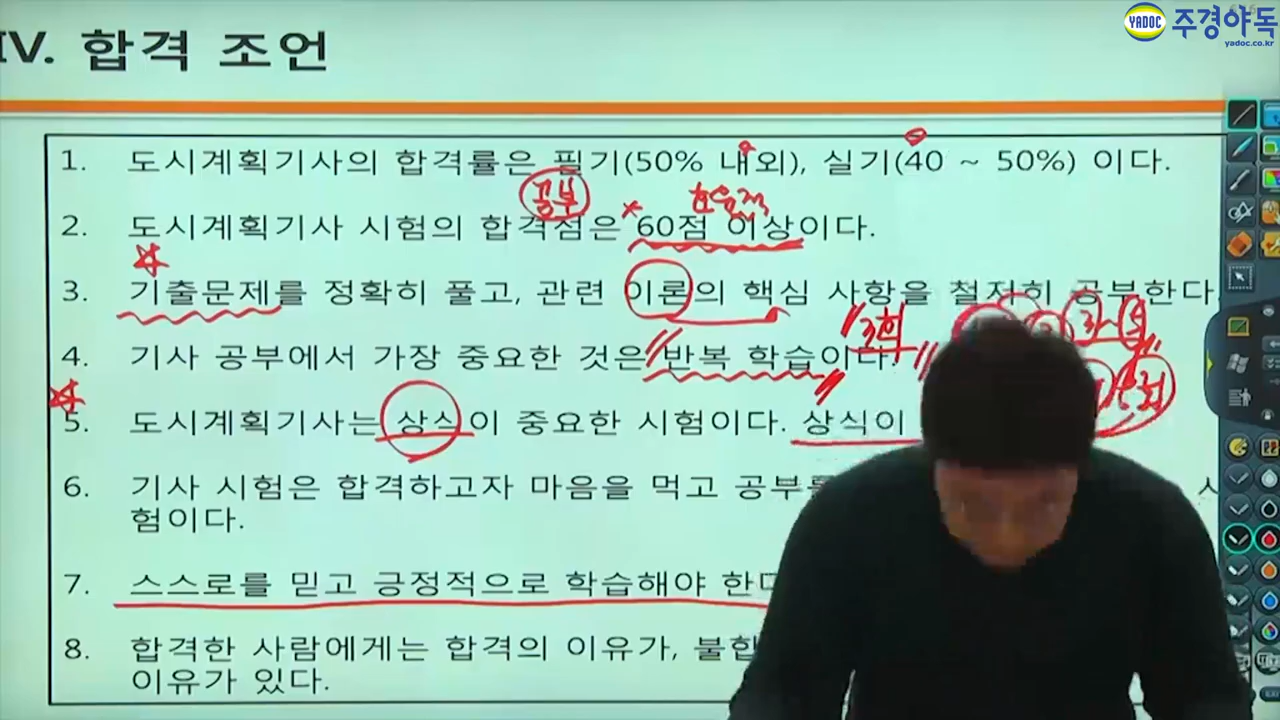 YADOC 주경야독
yadoc.co.kr
IV. 합격 조언
1. 도시계획기사의 합격률은 필기(50% 내외), 실기(40 ~ 50%) 이다.
공부
2. 도시계획기사 시험의 합격점은 60점 이상이다.
3. 기출문제를 정확히 풀고, 관련 이론의 핵심 사항을 철저히 공부한다
3회
4. 기사 공부에서 가장 중요한 것은 반복 학습이다.
5. 도시계획기사는 상식이 중요한 시험이다. 상식이
6. 기사 시험은 합격하고자 마음을 먹고 공부를
험이다.
7. 스스로를 믿고 긍정적으로 학습해야 한다
8. 합격한 사람에게는 합격의 이유가, 불합
이유가 있다.